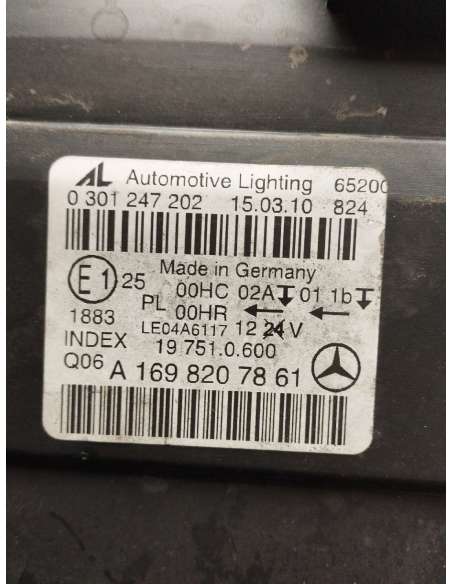 AL Automotive Lighting 65200
0 301 247 202 15.03.10 824
Made in Germany
E1 25 00HC 02A 01 1b
PL 00HR ← ←
1883 LE04A6117 12 24 V
INDEX 19 751.0.600
Q06 A 169 820 78 61